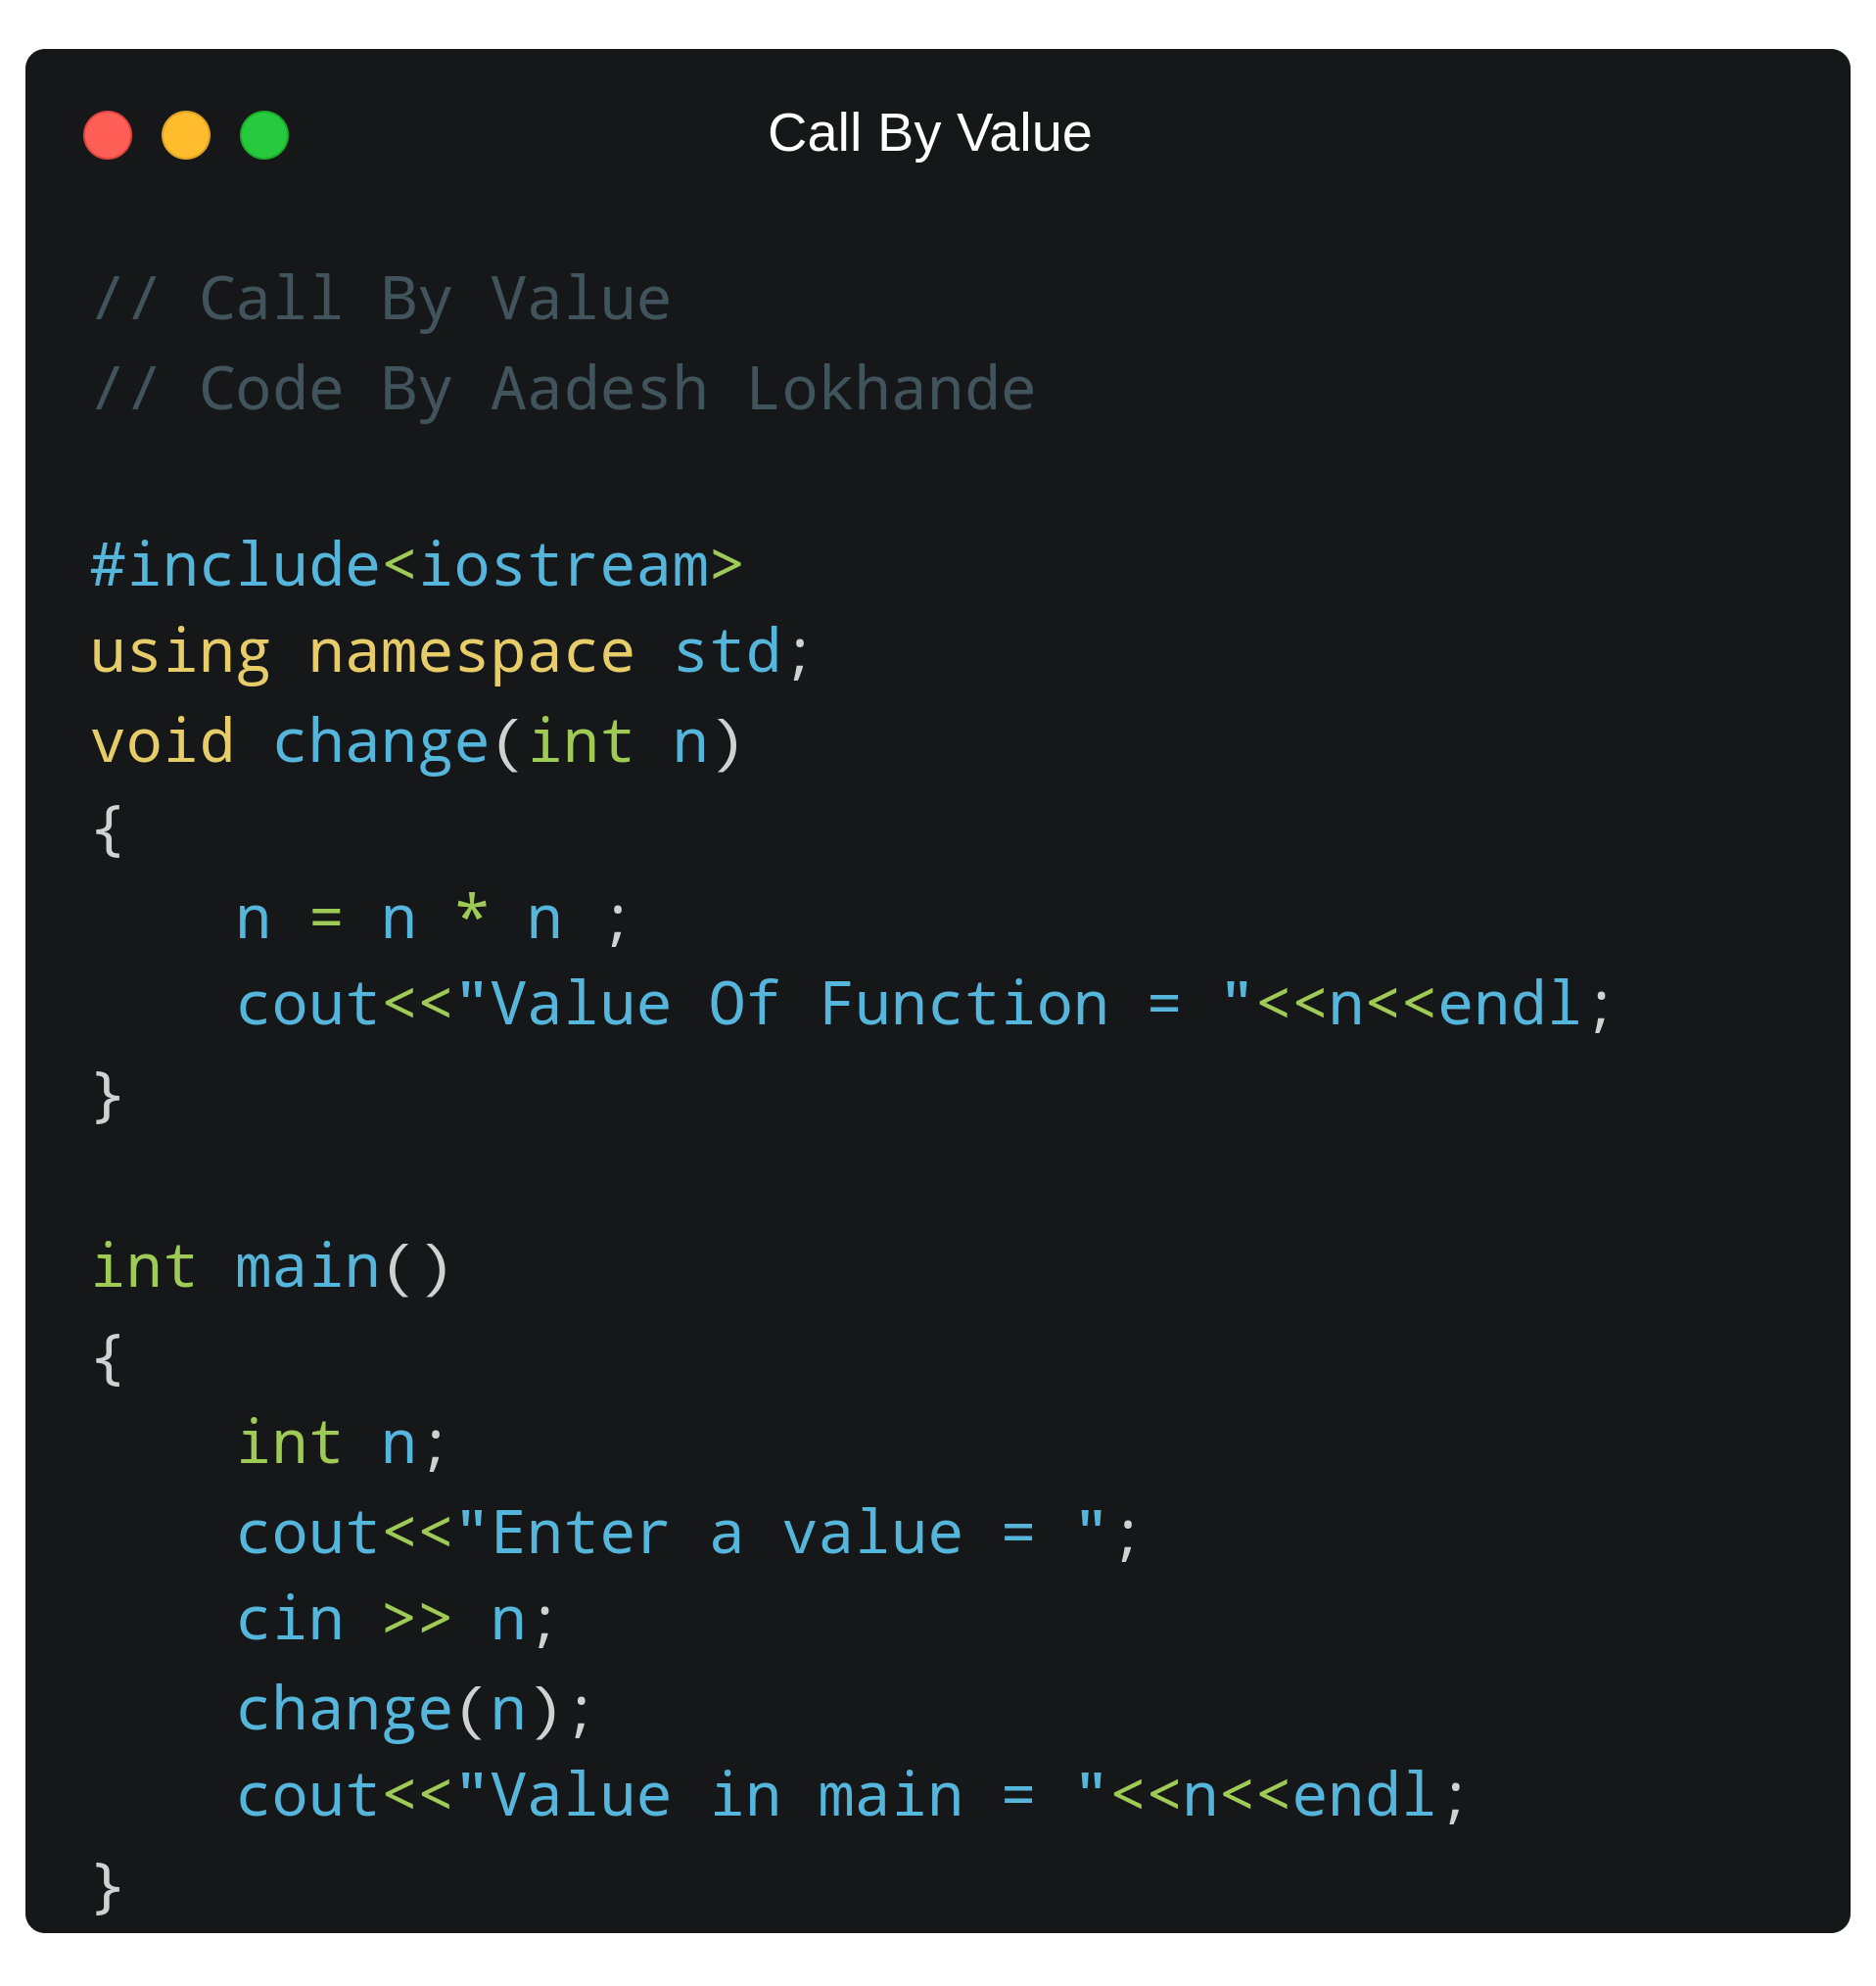 Call By Value
// Call By Value
// Code By Aadesh Lokhande
#include<iostream>
using namespace std;
void change(int n)
{
    n = n * n ;
    cout<<"Value Of Function = "<<n<<endl;
}
int main()
{
    int n;
    cout<<"Enter a value = ";
    cin >> n;
    change(n);
    cout<<"Value in main = "<<n<<endl;
}